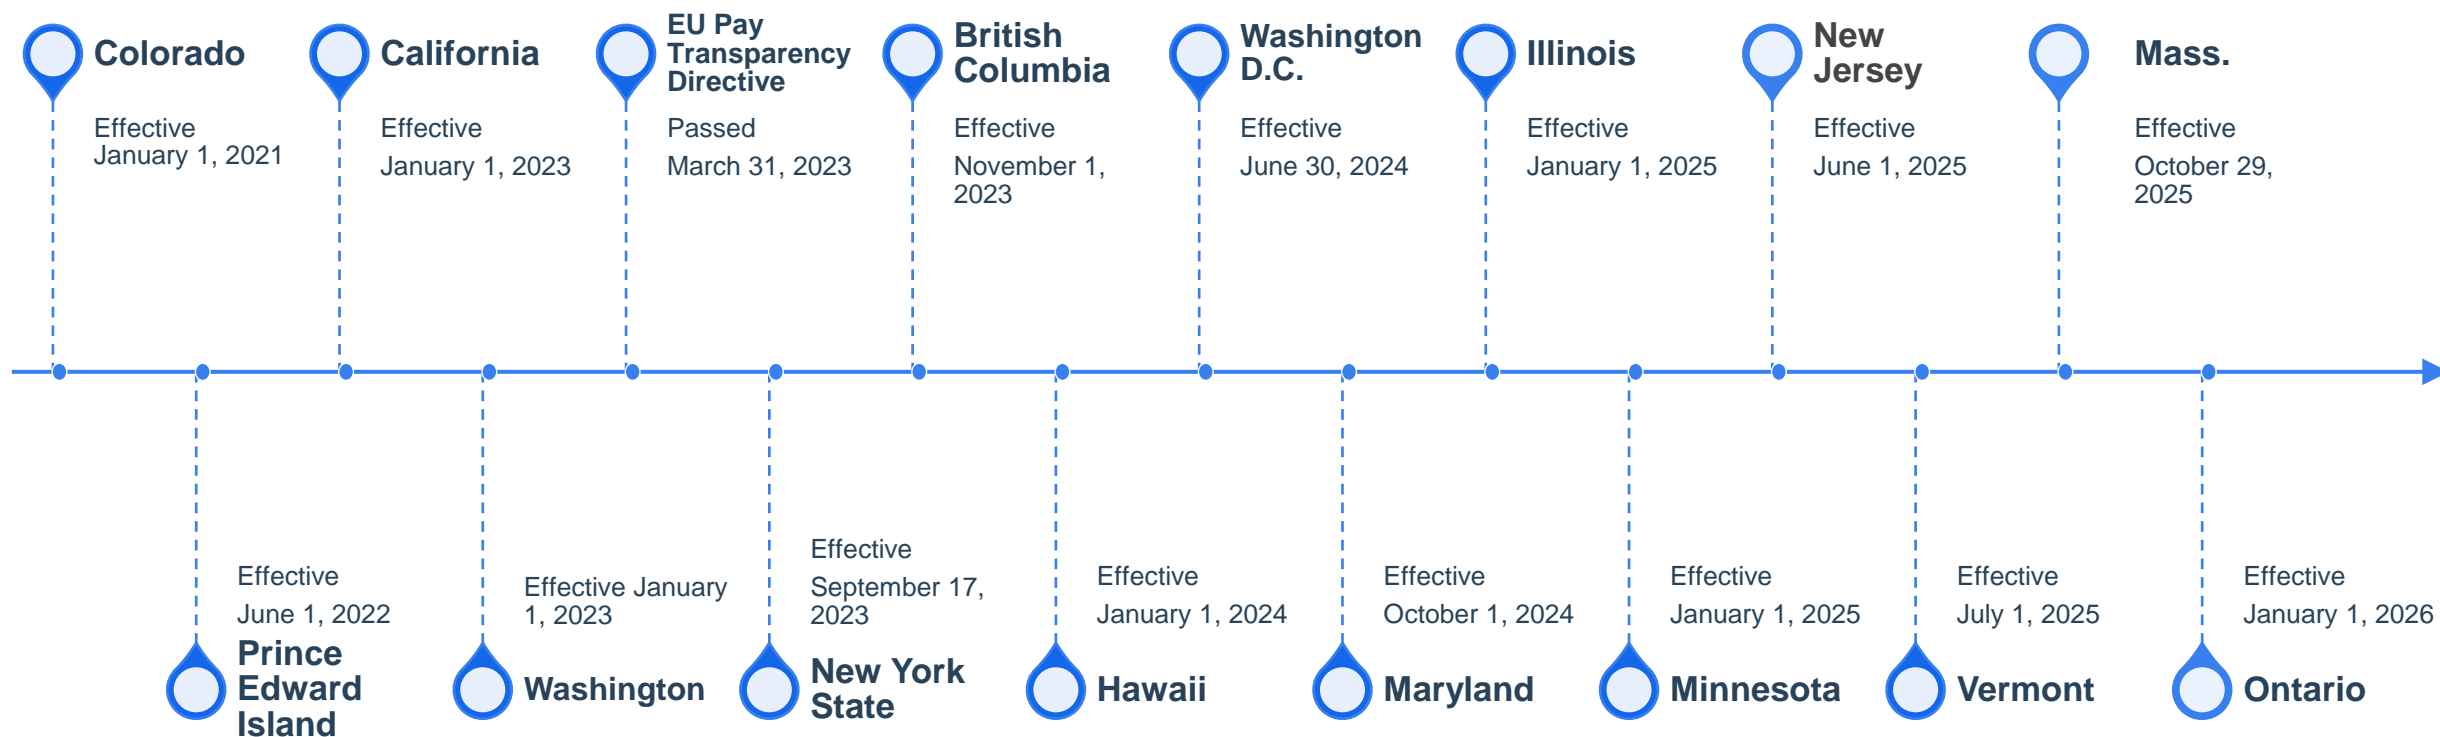 Colorado
Effective
January 1, 2021
California
Effective
January 1, 2023
EU Pay
Transparency
Directive
Passed
March 31, 2023
British
Columbia
Effective
November 1,
2023
Washington
D.C.
Effective
June 30, 2024
Illinois
Effective
January 1, 2025
New
Jersey
Effective
June 1, 2025
Mass.
Effective
October 29,
2025
Effective
June 1, 2022
Prince
Edward
Island
Effective January
1, 2023
Washington
Effective
September 17,
2023
New York
State
Effective
January 1, 2024
Hawaii
Effective
October 1, 2024
Maryland
Effective
January 1, 2025
Minnesota
Effective
July 1, 2025
Vermont
Effective
January 1, 2026
Ontario